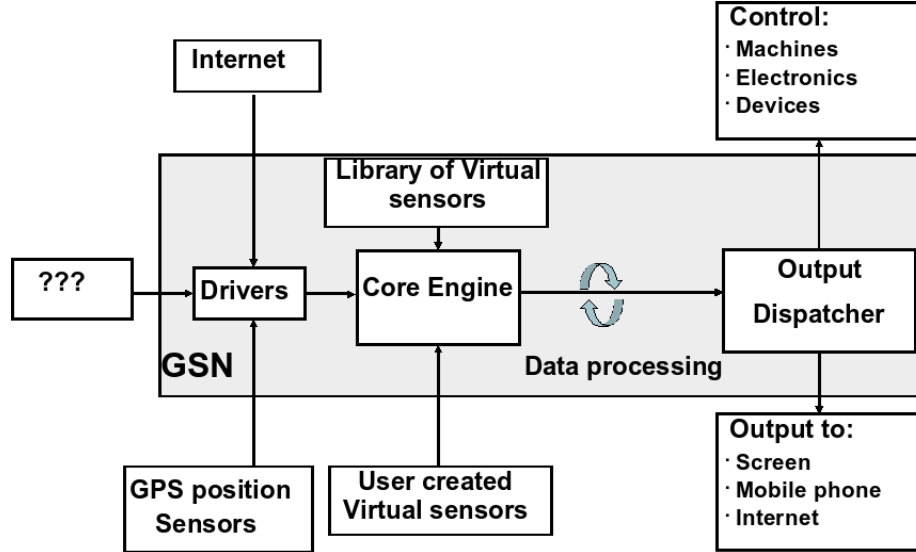 Control:
· Machines
· Electronics
· Devices
Internet
Library of Virtual
sensors
???
Drivers
Core Engine
Output
Dispatcher
GSN
Data processing
GPS position
Sensors
User created
Virtual sensors
Output to:
· Screen
· Mobile phone
· Internet